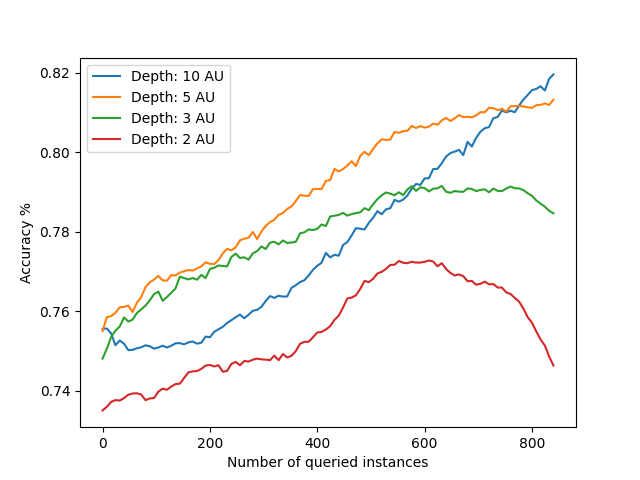 Depth: 10 AU
Depth: 5 AU
Depth: 3 AU
Depth: 2 AU
0.82
0.80
0.78
0.76
0.74
Accuracy %
0 200 400 600 800
Number of queried instances